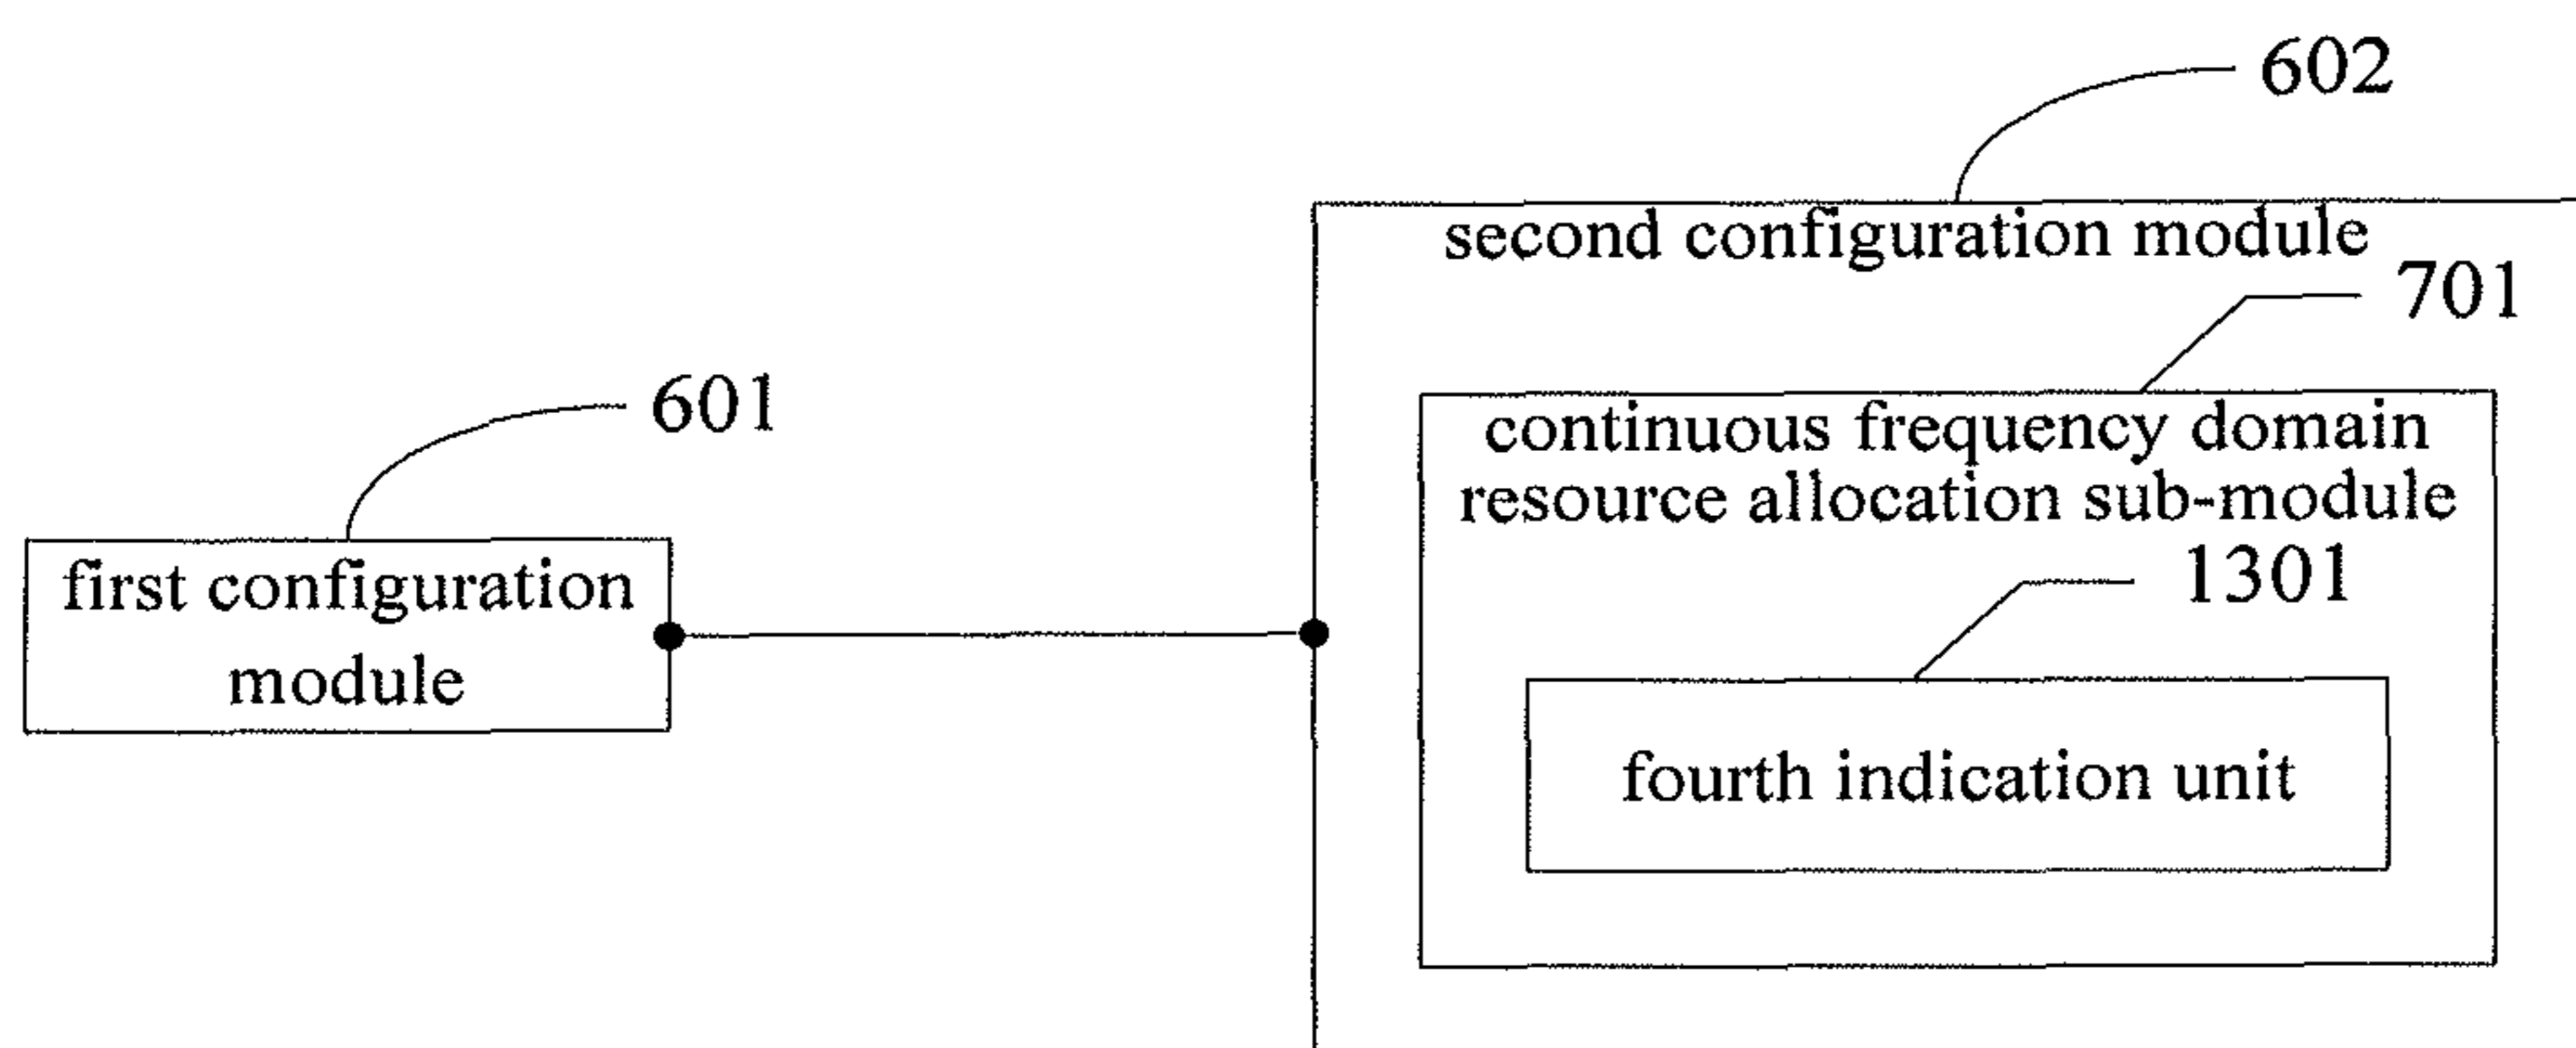 602
second configuration module
701
601
continuous frequency domain
resource allocation sub-module
1301
first configuration
module
fourth indication unit